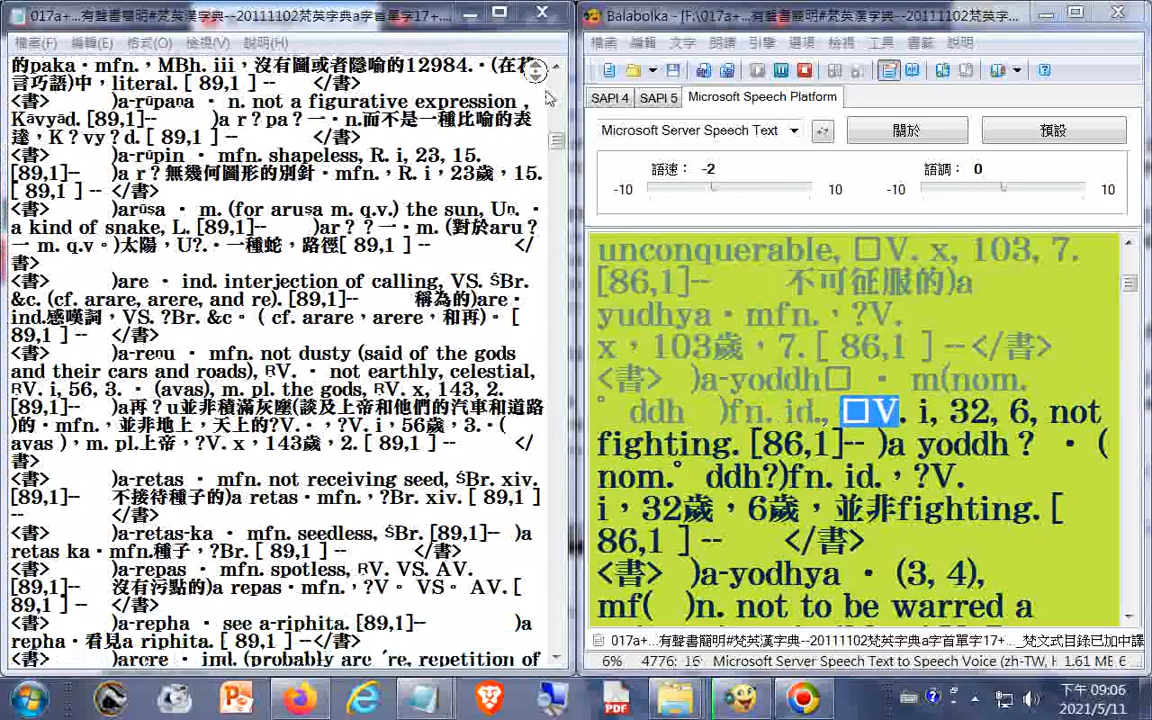 017a+...有聲書簡明#梵英漢字典--20111102梵英字典a字首單字17+...
檔案(F) 編輯(E) 格式(O) 檢視(V) 說明(H)
的paka‧mfn.,MBh. iii,沒有圖或者隱喻的12984.‧(在花
言巧語)中,literal. [ 89,1 ] -- </書>
<書> )a-rūpaṇa ‧ n. not a figurative expression ,
Kāvyād. [89,1]-- )a r?pa?一‧n.而不是一種比喻的表
達,K?vy?d. [ 89,1 ] -- </書>
<書> )a-rūpin ‧ mfn. shapeless, R. i, 23, 15.
[89,1]-- )a r?無幾何圖形的別針‧mfn.,R. i,23歲,15.
[ 89,1 ] -- </書>
<書> )arūṣa ‧ m. (for aruṣa m. q.v.) the sun, Uṇ. ‧
a kind of snake, L. [89,1]-- )ar??一‧m. (對於aru?
一 m. q.v。)太陽,U?.‧一種蛇,路徑[ 89,1 ] -- </
書>
<書> )are ‧ ind. interjection of calling, VS. ŚBr.
&c. (cf. arare, arere, and re). [89,1]-- 稱為的)are‧
ind.感嘆詞,VS. ?Br. &c。( cf. arare,arere,和再)。[
89,1 ] -- </書>
<書> )a-reṇu ‧ mfn. not dusty (said of the gods
and their cars and roads), ṚV. ‧ not earthly, celestial,
ṚV. i, 56, 3. ‧ (avas), m. pl. the gods, ṚV. x, 143, 2.
[89,1]-- )a再?u並非積滿灰塵(談及上帝和他們的汽車和道路
)的‧mfn.,並非地上,天上的?V.‧,?V. i,56歲,3.‧(
avas ),m. pl.上帝,?V. x,143歲,2. [ 89,1 ] -- </
書>
<書> )a-retas ‧ mfn. not receiving seed, ŚBr. xiv.
[89,1]-- 不接待種子的)a retas‧mfn.,?Br. xiv. [ 89,1 ]
-- </書>
<書> )a-retas-ka ‧ mfn. seedless, ŚBr. [89,1]-- )a
retas ka‧mfn.種子,?Br. [ 89,1 ] -- </書>
<書> )a-repas ‧ mfn. spotless, ṚV. VS. AV.
[89,1]-- 沒有污點的)a repas‧mfn.,?V。 VS。 AV. [
89,1 ] -- </書>
<書> )a-repha ‧ see a-riphita. [89,1]-- )a
repha‧看見a riphita. [ 89,1 ] --</書>
<書> )arere ‧ ind. (probably arc ´re, repetition of
Balabolka - [F:\017a+...有聲書簡明#梵英漢字典--20111102梵英字...
檔案 編輯 文字 朗讀 引擎 選項 檢視 工具 書籤 說明
SAPI 4 SAPI 5 Microsoft Speech Platform
Microsoft Server Speech Text 關於 預設
語速: -2 語調: 0
-10 10 -10 10
unconquerable, □V. x, 103, 7.
[86,1]-- 不可征服的)a
yudhya‧mfn.,?V.
x,103歲,7. [ 86,1 ] --</書>
<書> )a-yoddh□ ‧ m(nom.
° ddh )fn. id., □V. i, 32, 6, not
fighting. [86,1]-- )a yoddh ? ‧ (
nom.° ddh?)fn. id.,?V.
i,32歲,6歲,並非fighting. [
86,1 ] -- </書>
<書> )a-yodhya ‧ (3, 4),
mf( )n. not to be warred a
017a+...有聲書簡明#梵英漢字典--20111102梵英字典a字首單字17+..._梵文式目錄已加中譯
6% 4776: 16 Microsoft Server Speech Text to Speech Voice (zh-TW, H 1.61 MB 6
PDF
下午 09:06
2021/5/11